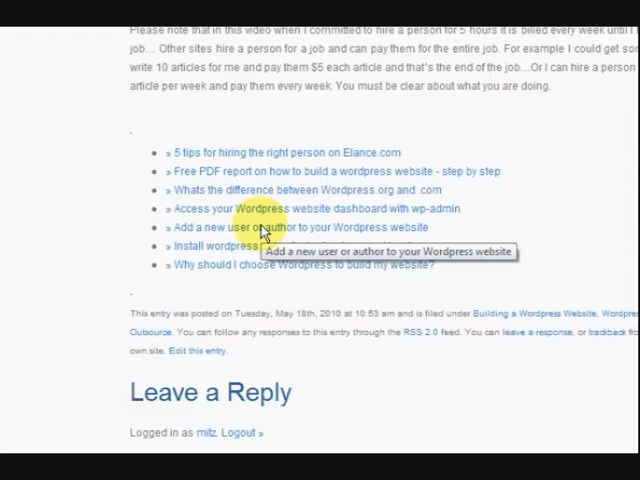 Please note that in this video when I committed to hire a person for 5 hours it is billed every week until I
job... Other sites hire a person for a job and can pay them for the entire job. For example I could get
write 10 articles for me and pay them $5 each article and that's the end of the job...Or I can hire a person
article per week and pay them every week. You must be clear about what you are doing.
.
» 5 tips for hiring the right person on Elance.com
» Free PDF report on how to build a wordpress website - step by step
» Whats the difference between Wordpress.org and .com
» Access your Wordpress website dashboard with wp-admin
» Add a new user or author to your Wordpress website
» Install wordpress
Add a new user or author to your Wordpress website
» Why should I choose Wordpress to build my website?
.
This entry was posted on Tuesday, May 18th, 2010 at 10:53 am and is filed under Building a Wordpress Website,
Outsource. You can follow any responses to this entry through the RSS 2.0 feed. You can leave a response, or trackback
own site. Edit this entry.
Leave a Reply
Logged in as mitz. Logout »